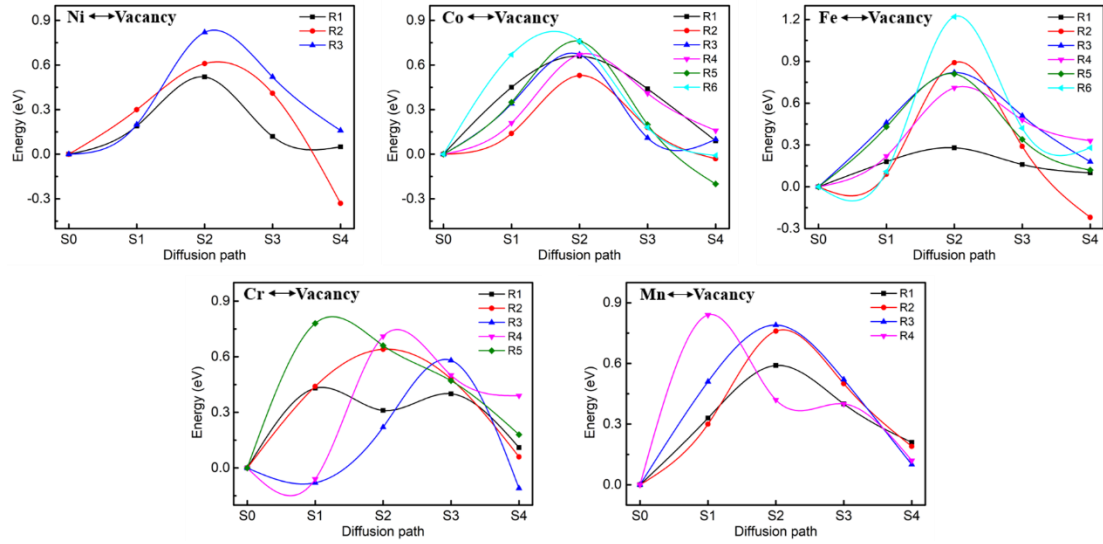 Ni ⟷ Vacancy
R1
R2
R3
Energy (eV)
0.9
0.6
0.3
0.0
-0.3
S0 S1 S2 S3 S4
Diffusion path
Co ⟷ Vacancy
R1
R2
R3
R4
R5
R6
Energy (eV)
0.9
0.6
0.3
0.0
-0.3
S0 S1 S2 S3 S4
Diffusion path
Fe ⟷ Vacancy
R1
R2
R3
R4
R5
R6
Energy (eV)
1.2
0.9
0.6
0.3
0.0
-0.3
S0 S1 S2 S3 S4
Diffusion path
Cr ⟷ Vacancy
R1
R2
R3
R4
R5
Energy (eV)
0.9
0.6
0.3
0.0
S0 S1 S2 S3 S4
Diffusion path
Mn ⟷ Vacancy
R1
R2
R3
R4
Energy (eV)
0.9
0.6
0.3
0.0
S0 S1 S2 S3 S4
Diffusion path